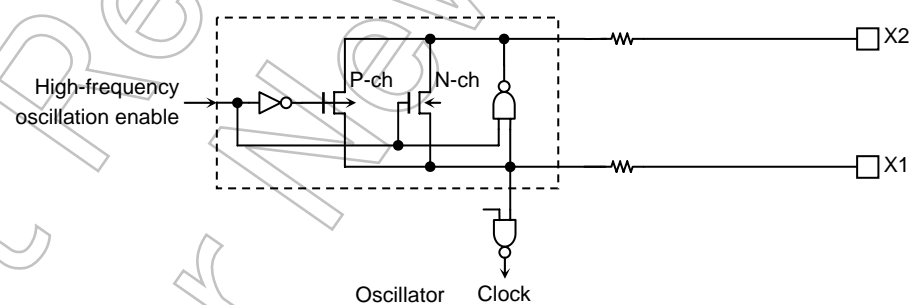 X2
P-ch
N-ch
High-frequency
oscillation enable
X1
Oscillator
Clock